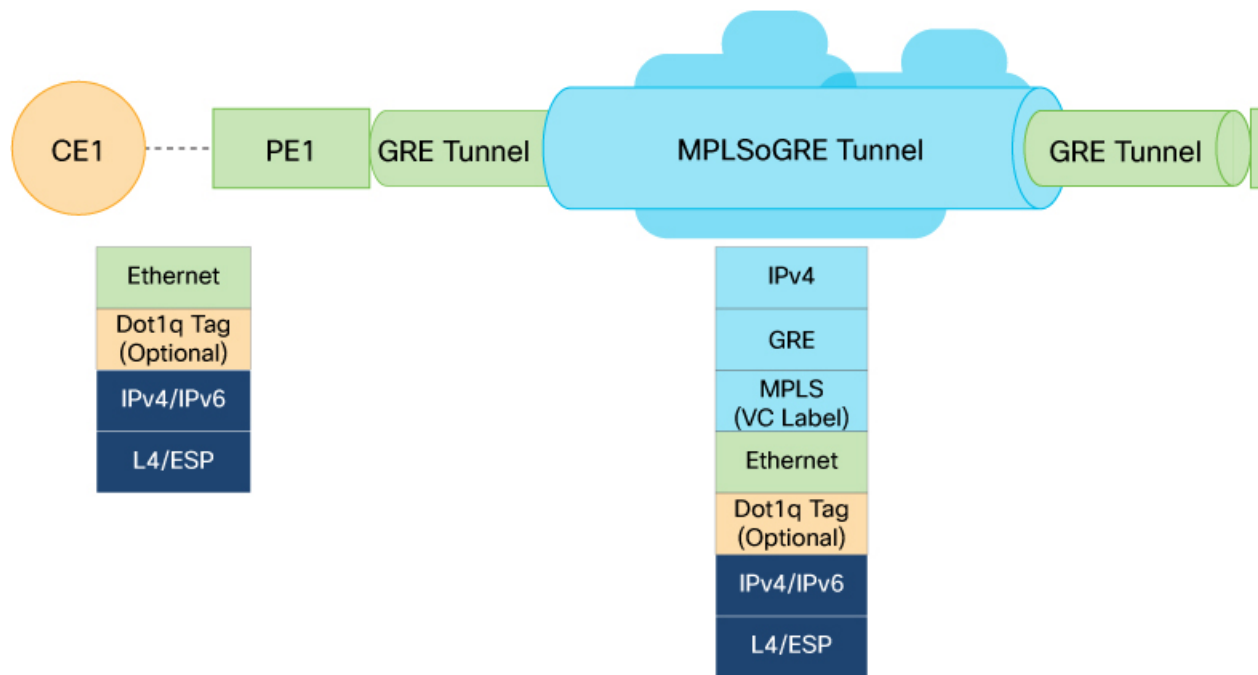 CE1
PE1
GRE Tunnel
MPLSoGRE Tunnel
GRE Tunnel
Ethernet
Dot1q Tag
(Optional)
IPv4/IPv6
L4/ESP
IPv4
GRE
MPLS
(VC Label)
Ethernet
Dot1q Tag
(Optional)
IPv4/IPv6
L4/ESP